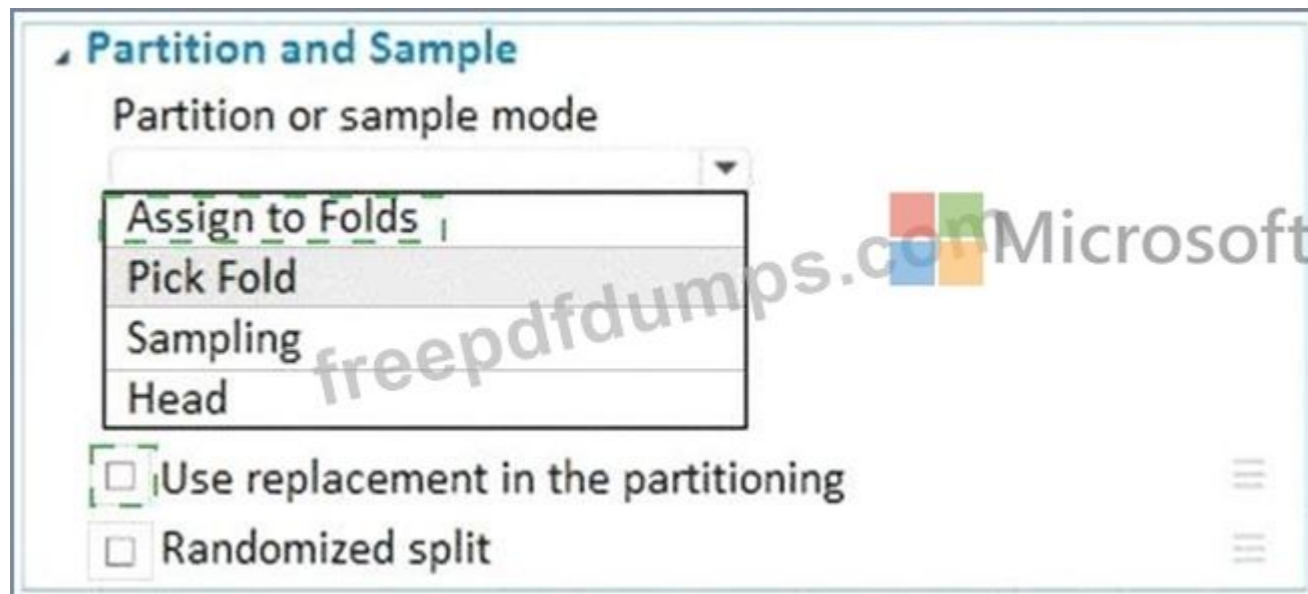 Partition and Sample
Partition or sample mode
Assign to Folds
Pick Fold
Sampling
Head
freepdfdumps.com
Microsoft
Use replacement in the partitioning
Randomized split